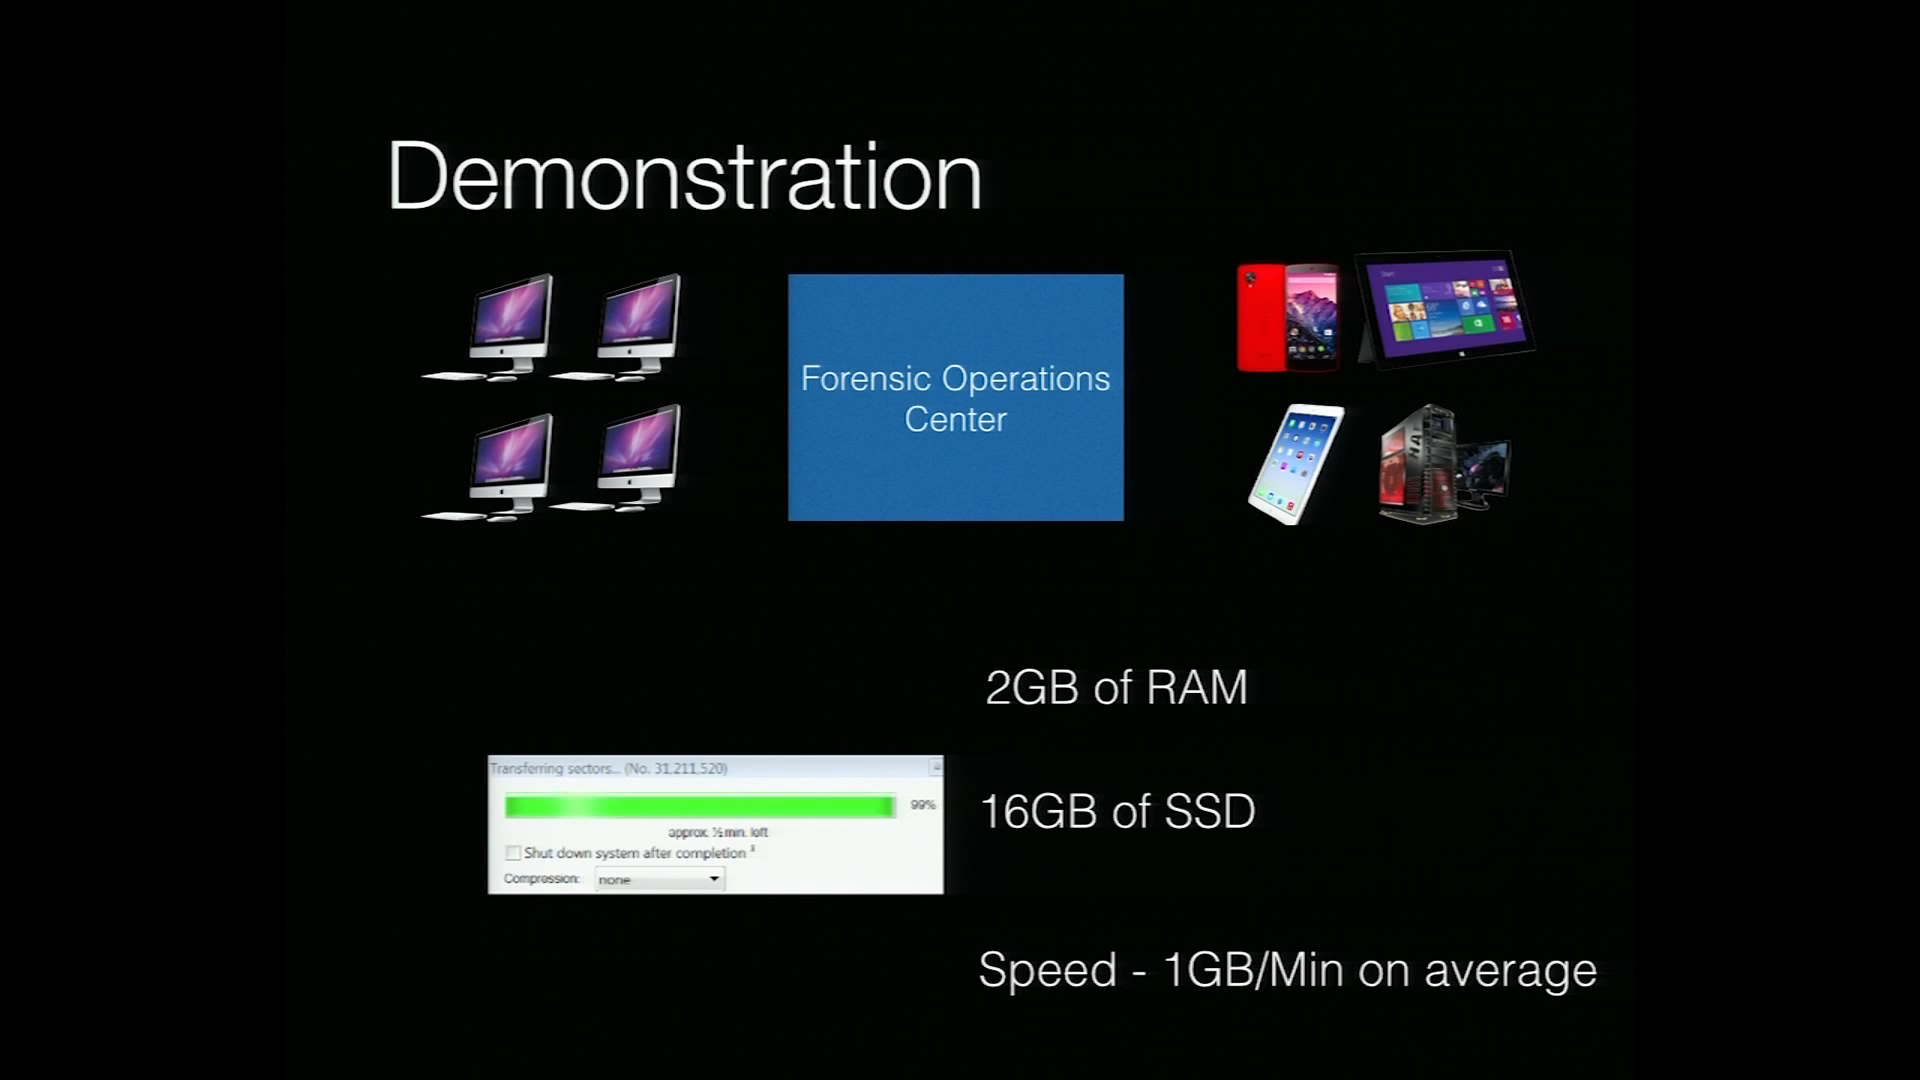 Demonstration
Forensic Operations
Center
2GB of RAM
Transferring sectors... (No. 31,211,520)
99%
approx. ½ min. left
Shut down system after completion
Compression: none
16GB of SSD
Speed - 1GB/Min on average